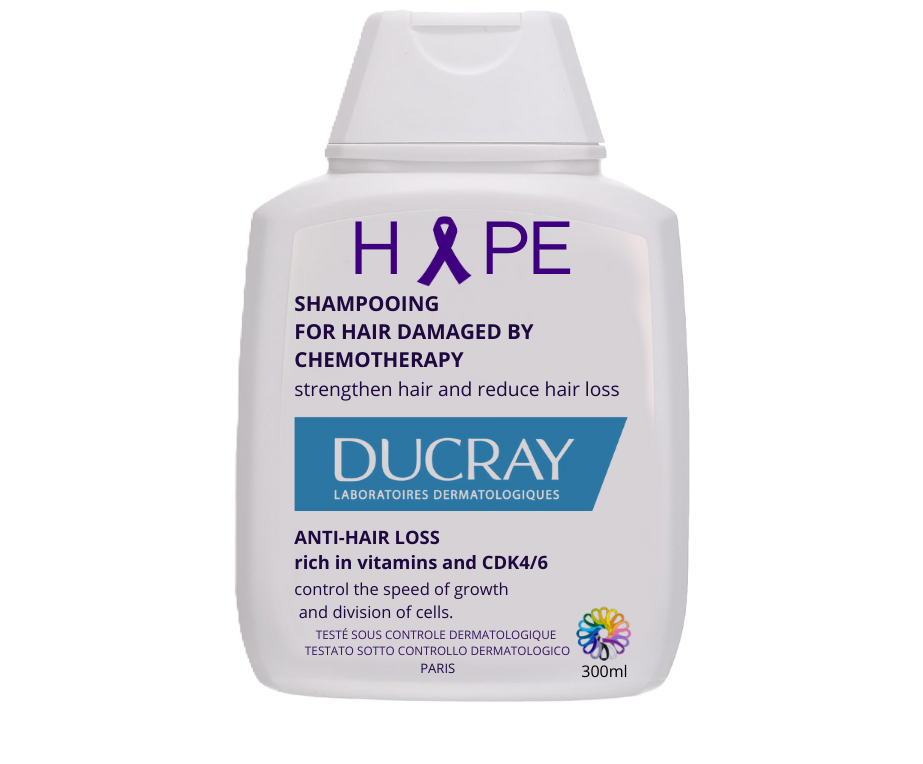 H PE
SHAMPOOING
FOR HAIR DAMAGED BY
CHEMOTHERAPY
strengthen hair and reduce hair loss
DUCRAY
LABORATOIRES DERMATOLOGIQUES
ANTI-HAIR LOSS
rich in vitamins and CDK4/6
control the speed of growth
and division of cells.
TESTÉ SOUS CONTROLE DERMATOLOGIQUE
TESTATO SOTTO CONTROLLO DERMATOLOGICO
PARIS
300ml